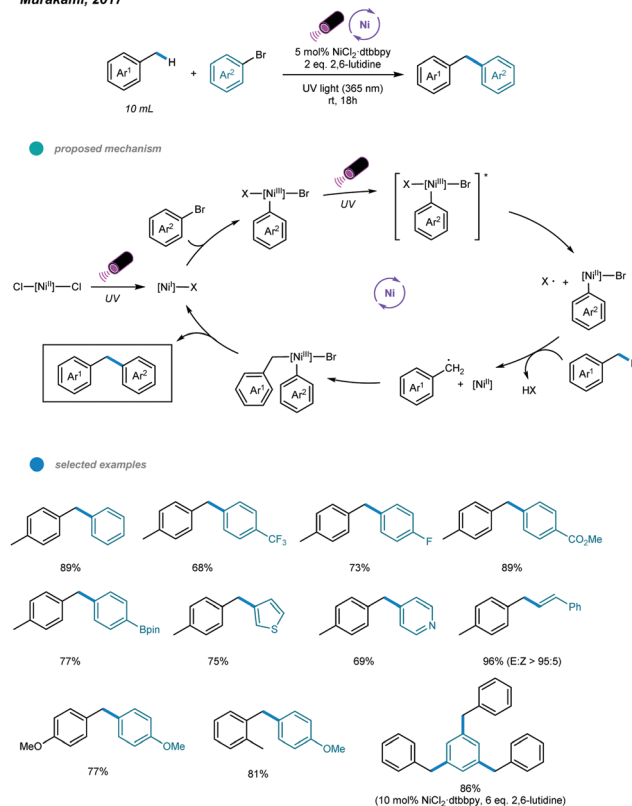 Murakami, 2017
Ni
5 mol% NiCl2·dtbbpy
2 eq. 2,6-lutidine
UV light (365 nm)
rt, 18h
Ar1
H
+
Ar2
Br
Ar1
Ar2
10 mL
proposed mechanism
X
[NiIII]
Br
Ar2
UV
X
[NiIII]
Br
*
Ar2
Br
Ar2
Cl
[NiII]
Cl
UV
[NiI]
X
Ni
X· +
[NiII]
Br
Ar2
Ar1
Ar2
[NiIII]
Br
Ar1
Ar2
CH2
Ar1
+ [NiII]
HX
Ar1
selected examples
89%
CF3
68%
F
73%
CO2Me
89%
Bpin
77%
S
75%
N
69%
Ph
96% (E:Z > 95:5)
MeO
OMe
77%
OMe
81%
86%
(10 mol% NiCl2·dtbbpy, 6 eq. 2,6-lutidine)